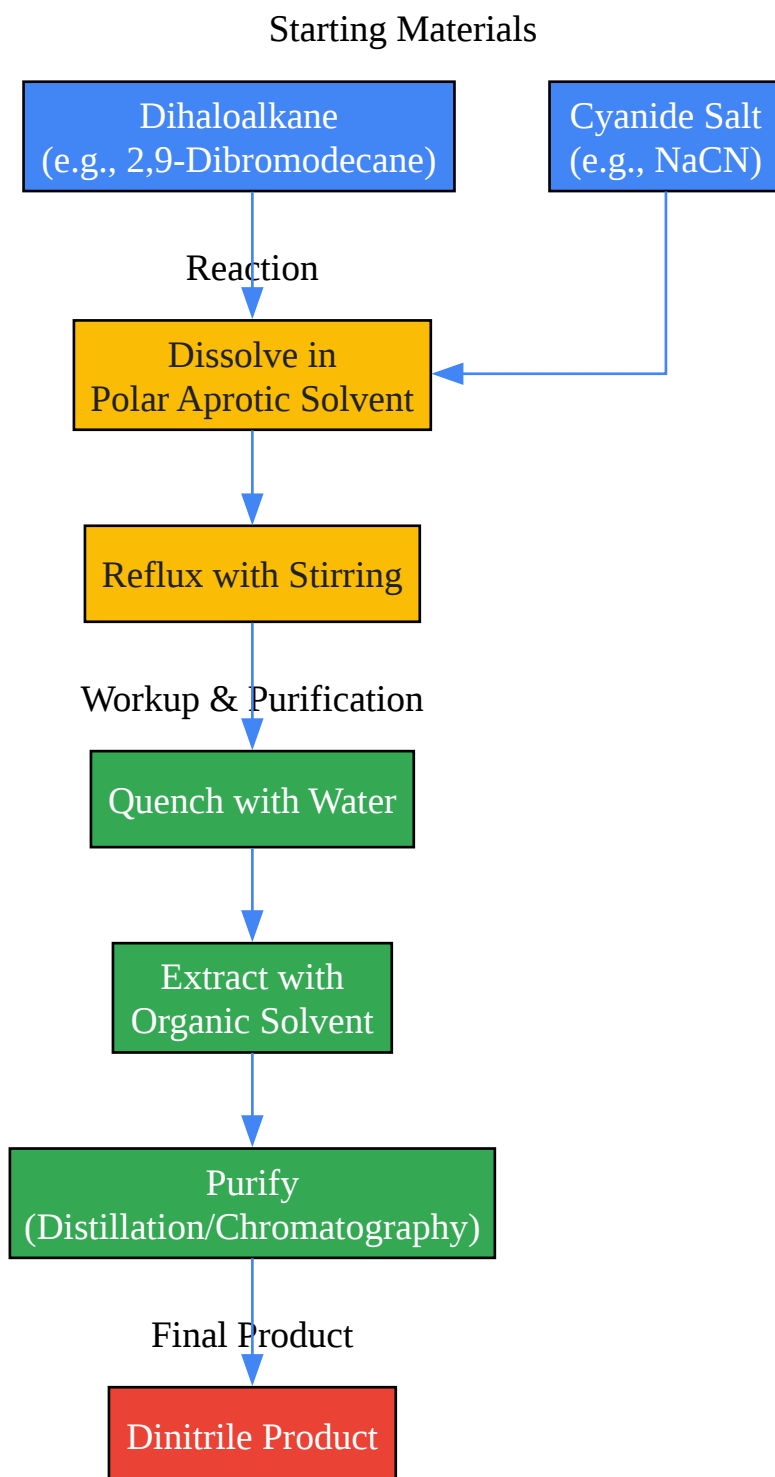 Starting Materials
Dihaloalkane
(e.g., 2,9-Dibromodecane)
Cyanide Salt
(e.g., NaCN)
Reaction
Dissolve in
Polar Aprotic Solvent
Reflux with Stirring
Workup & Purification
Quench with Water
Extract with
Organic Solvent
Purify
(Distillation/Chromatography)
Final Product
Dinitrile Product